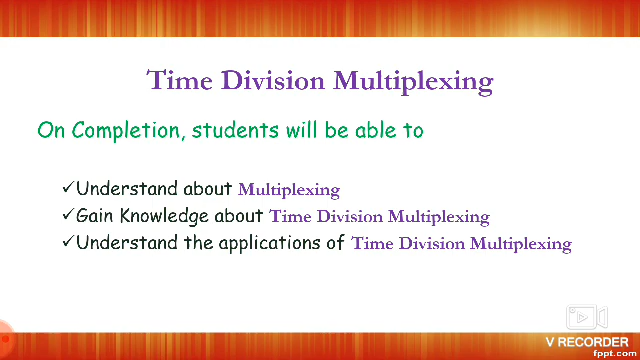 Time Division Multiplexing
On Completion, students will be able to
✓Understand about Multiplexing
✓Gain Knowledge about Time Division Multiplexing
✓Understand the applications of Time Division Multiplexing
V RECORDER
fppt.com